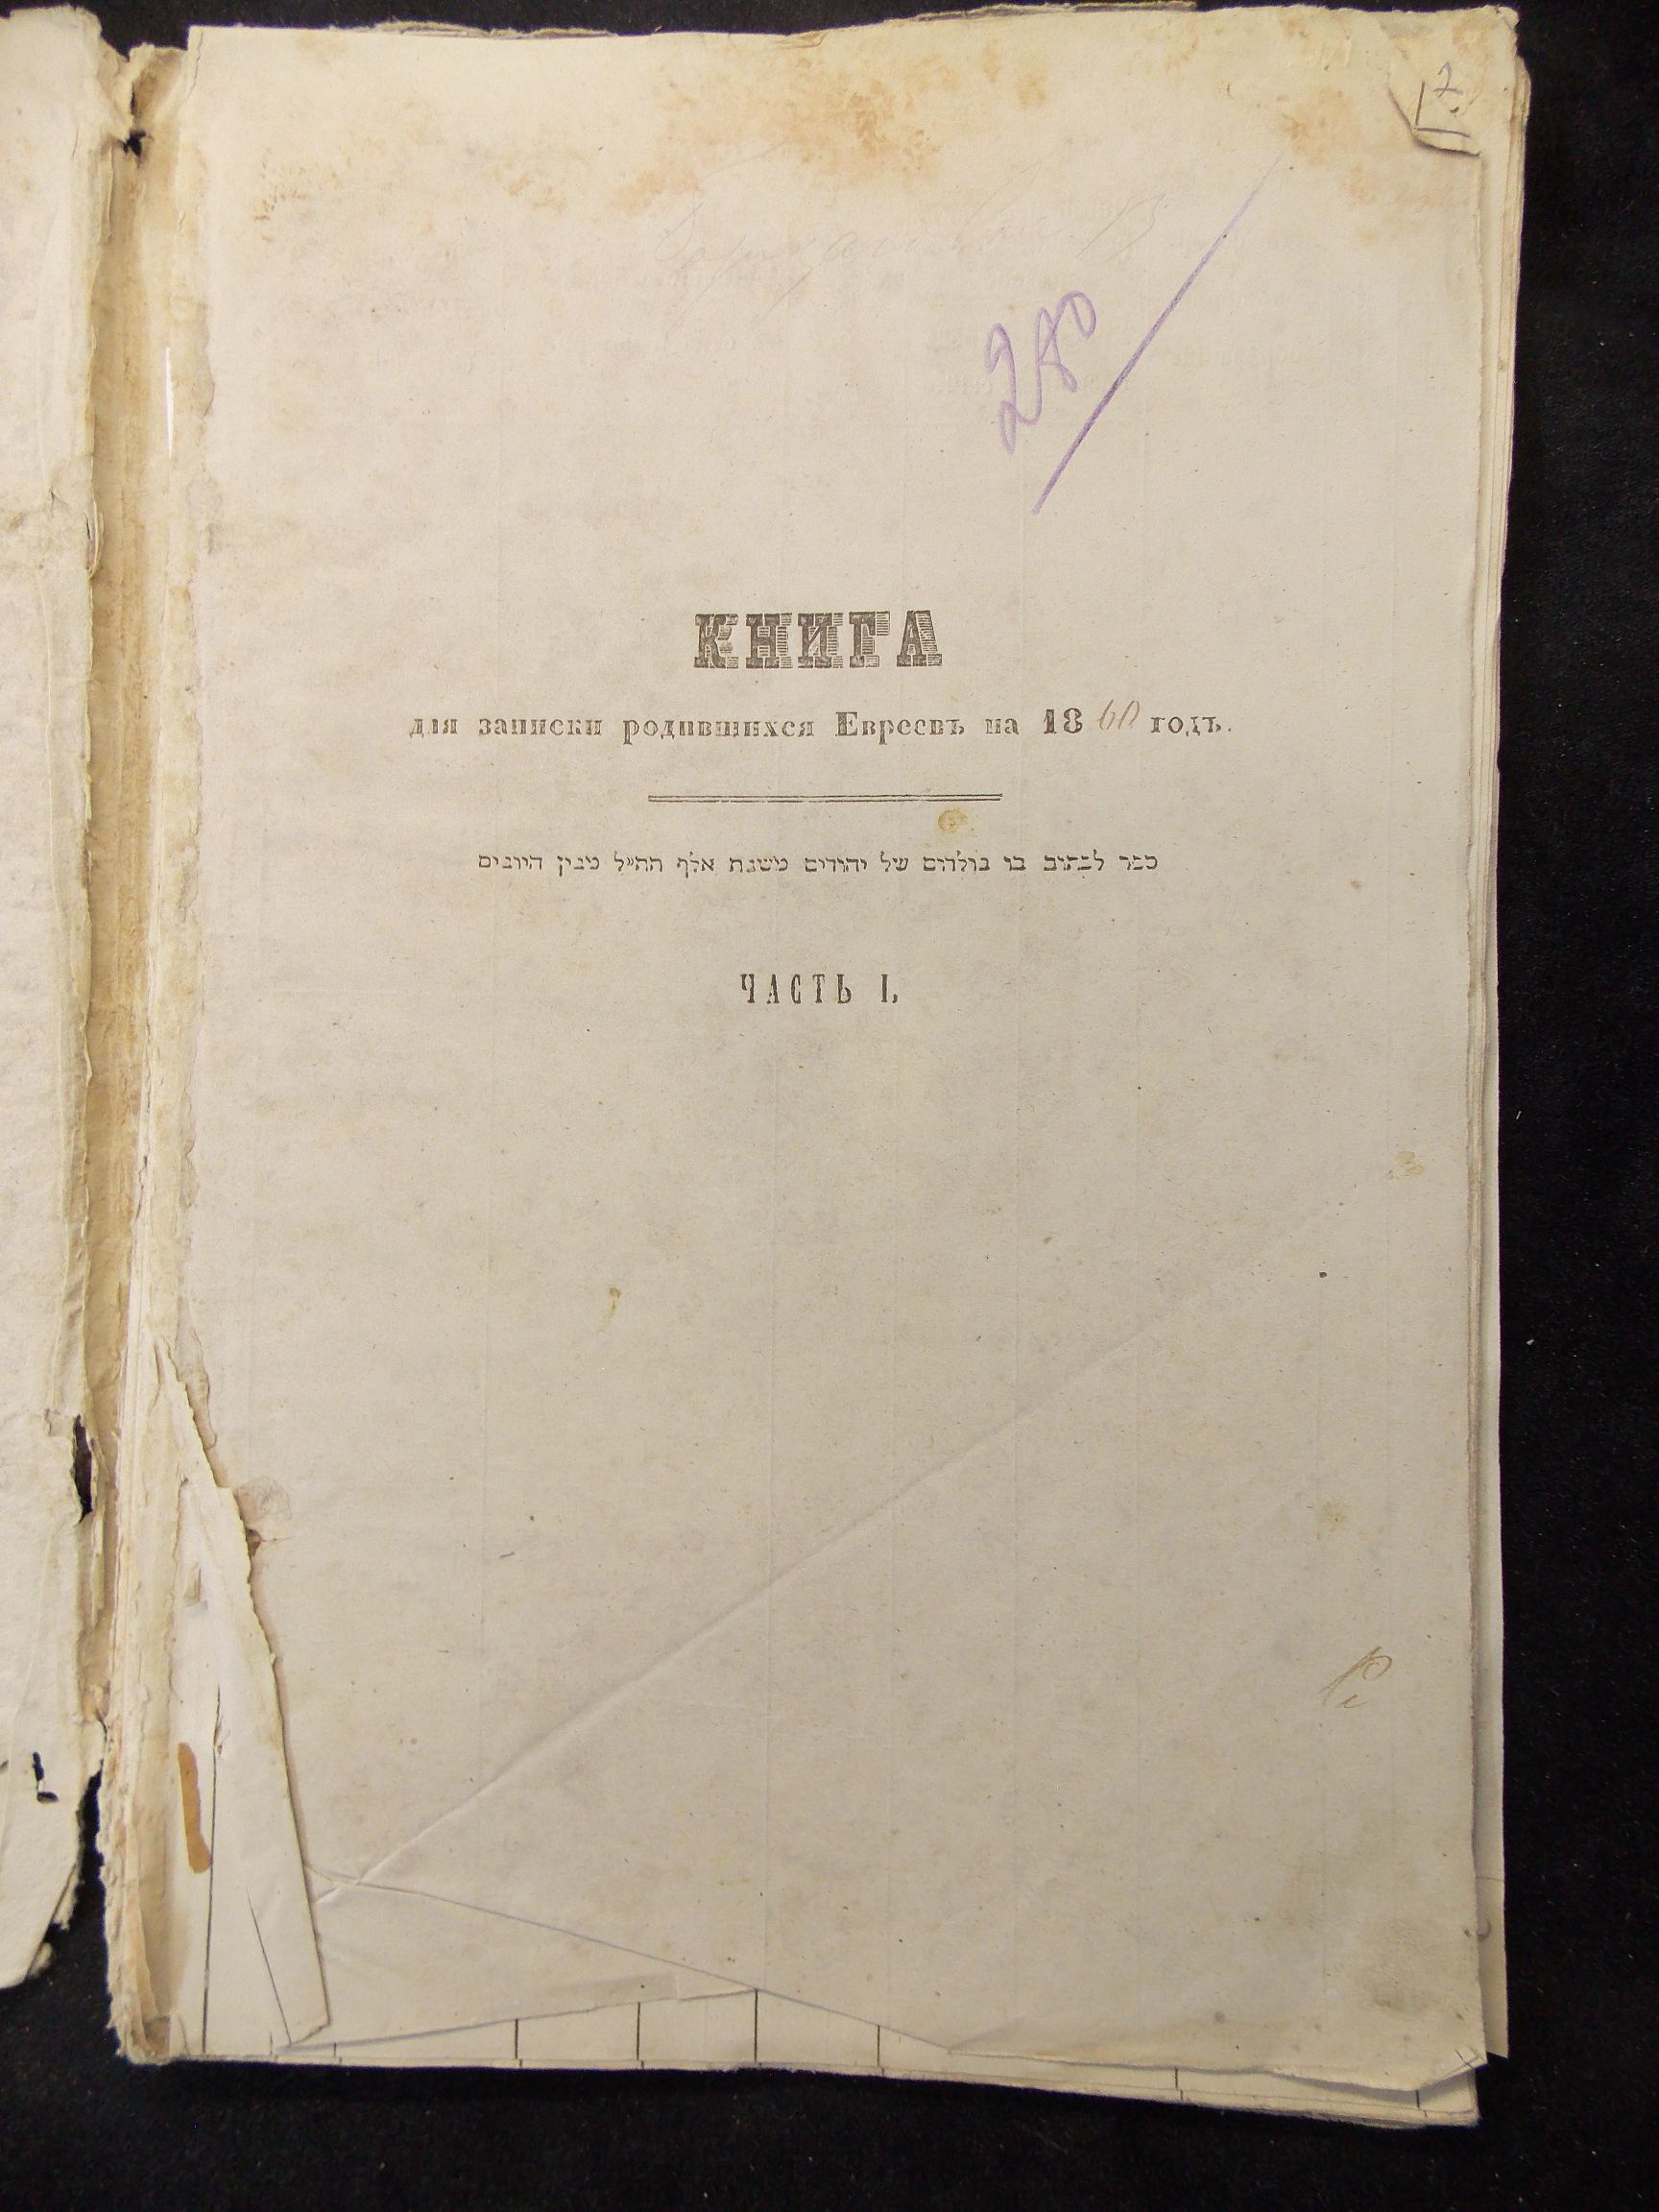 280
КНИГА
для записки родившихся Евреевъ на 1860 годъ.
ספר לכתוב בו נולדים של יהודים משנת אלף תת״ל מנין היונים
ЧАСТЬ I.